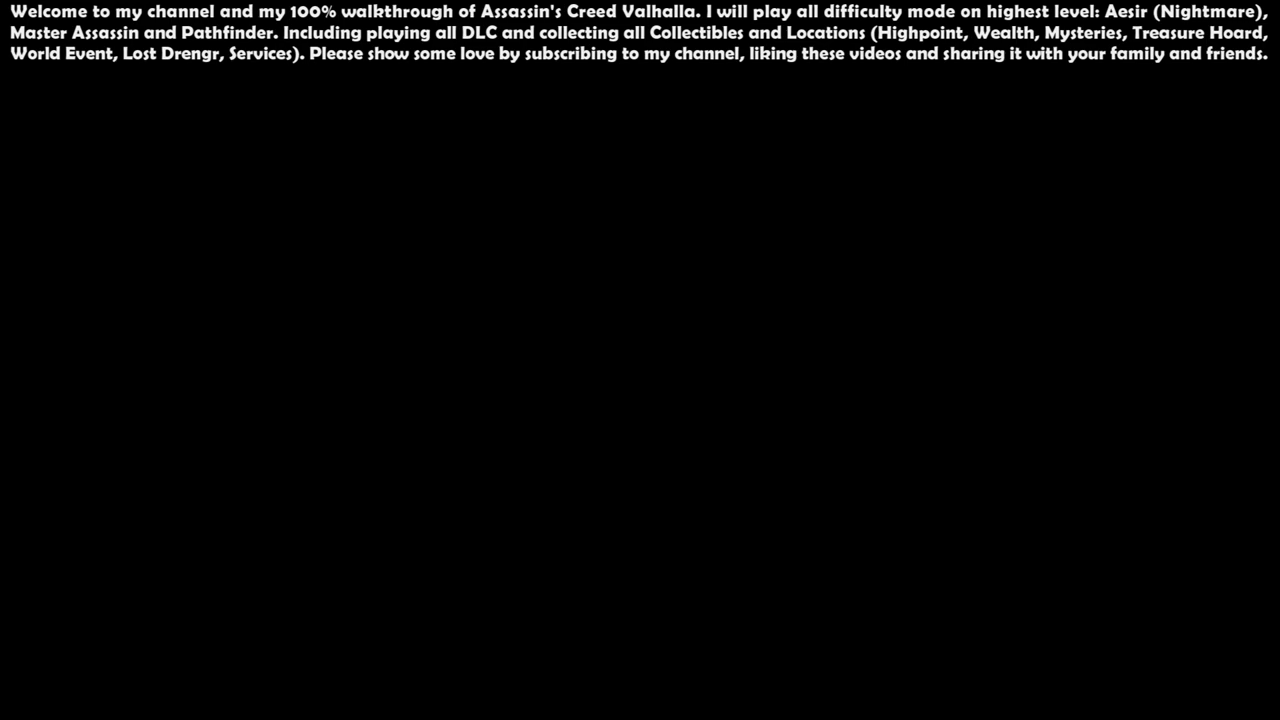 Welcome to my channel and my 100% walkthrough of Assassin's Creed Valhalla. I will play all difficulty mode on highest level: Aesir (Nightmare),
Master Assassin and Pathfinder. Including playing all DLC and collecting all Collectibles and Locations (Highpoint, Wealth, Mysteries, Treasure Hoard,
World Event, Lost Drengr, Services). Please show some love by subscribing to my channel, liking these videos and sharing it with your family and friends.